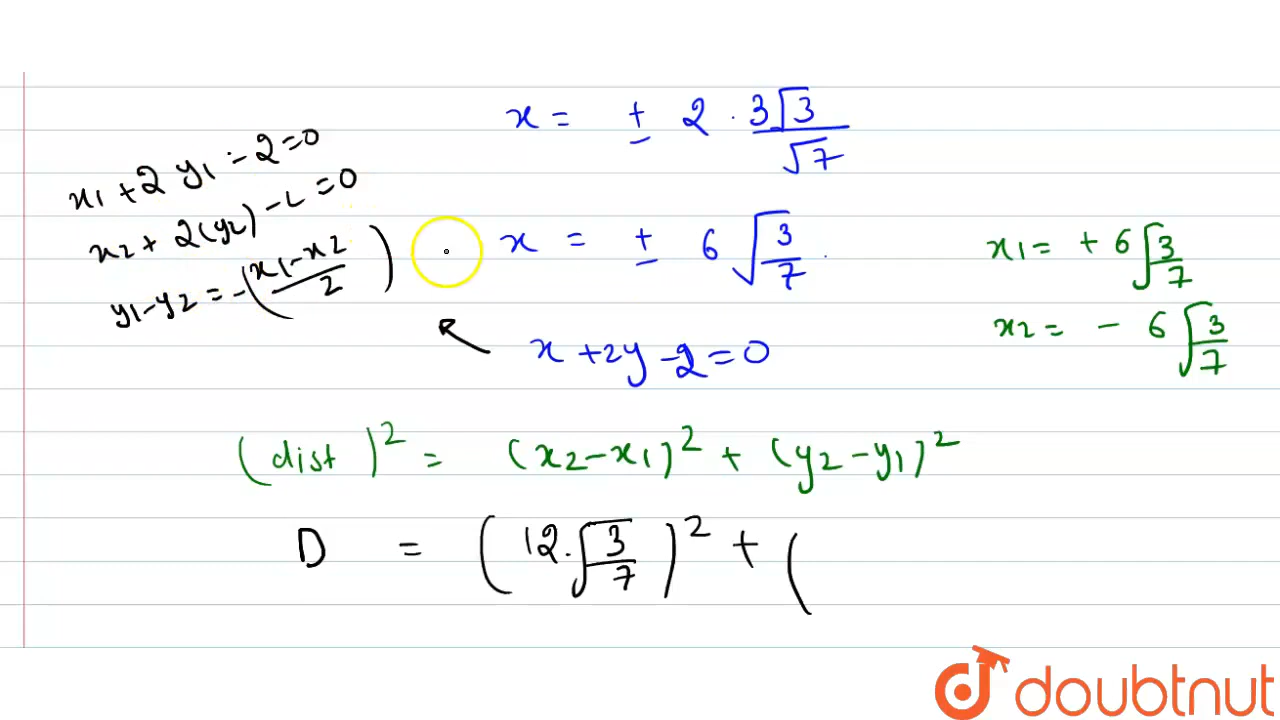 x = ± 2 . 3√3/√7
x1 + 2 y1 - 2 = 0
x2 + 2(y2) - 2 = 0
y1 - y2 = -(x1 - x2/2)
x = ± 6 √3/7 .
x + 2y - 2 = 0
x1 = + 6 √3/7
x2 = - 6 √3/7
(dist)² = (x2 - x1)² + (y2 - y1)²
D = (12.√3/7)² + (
doubtnut